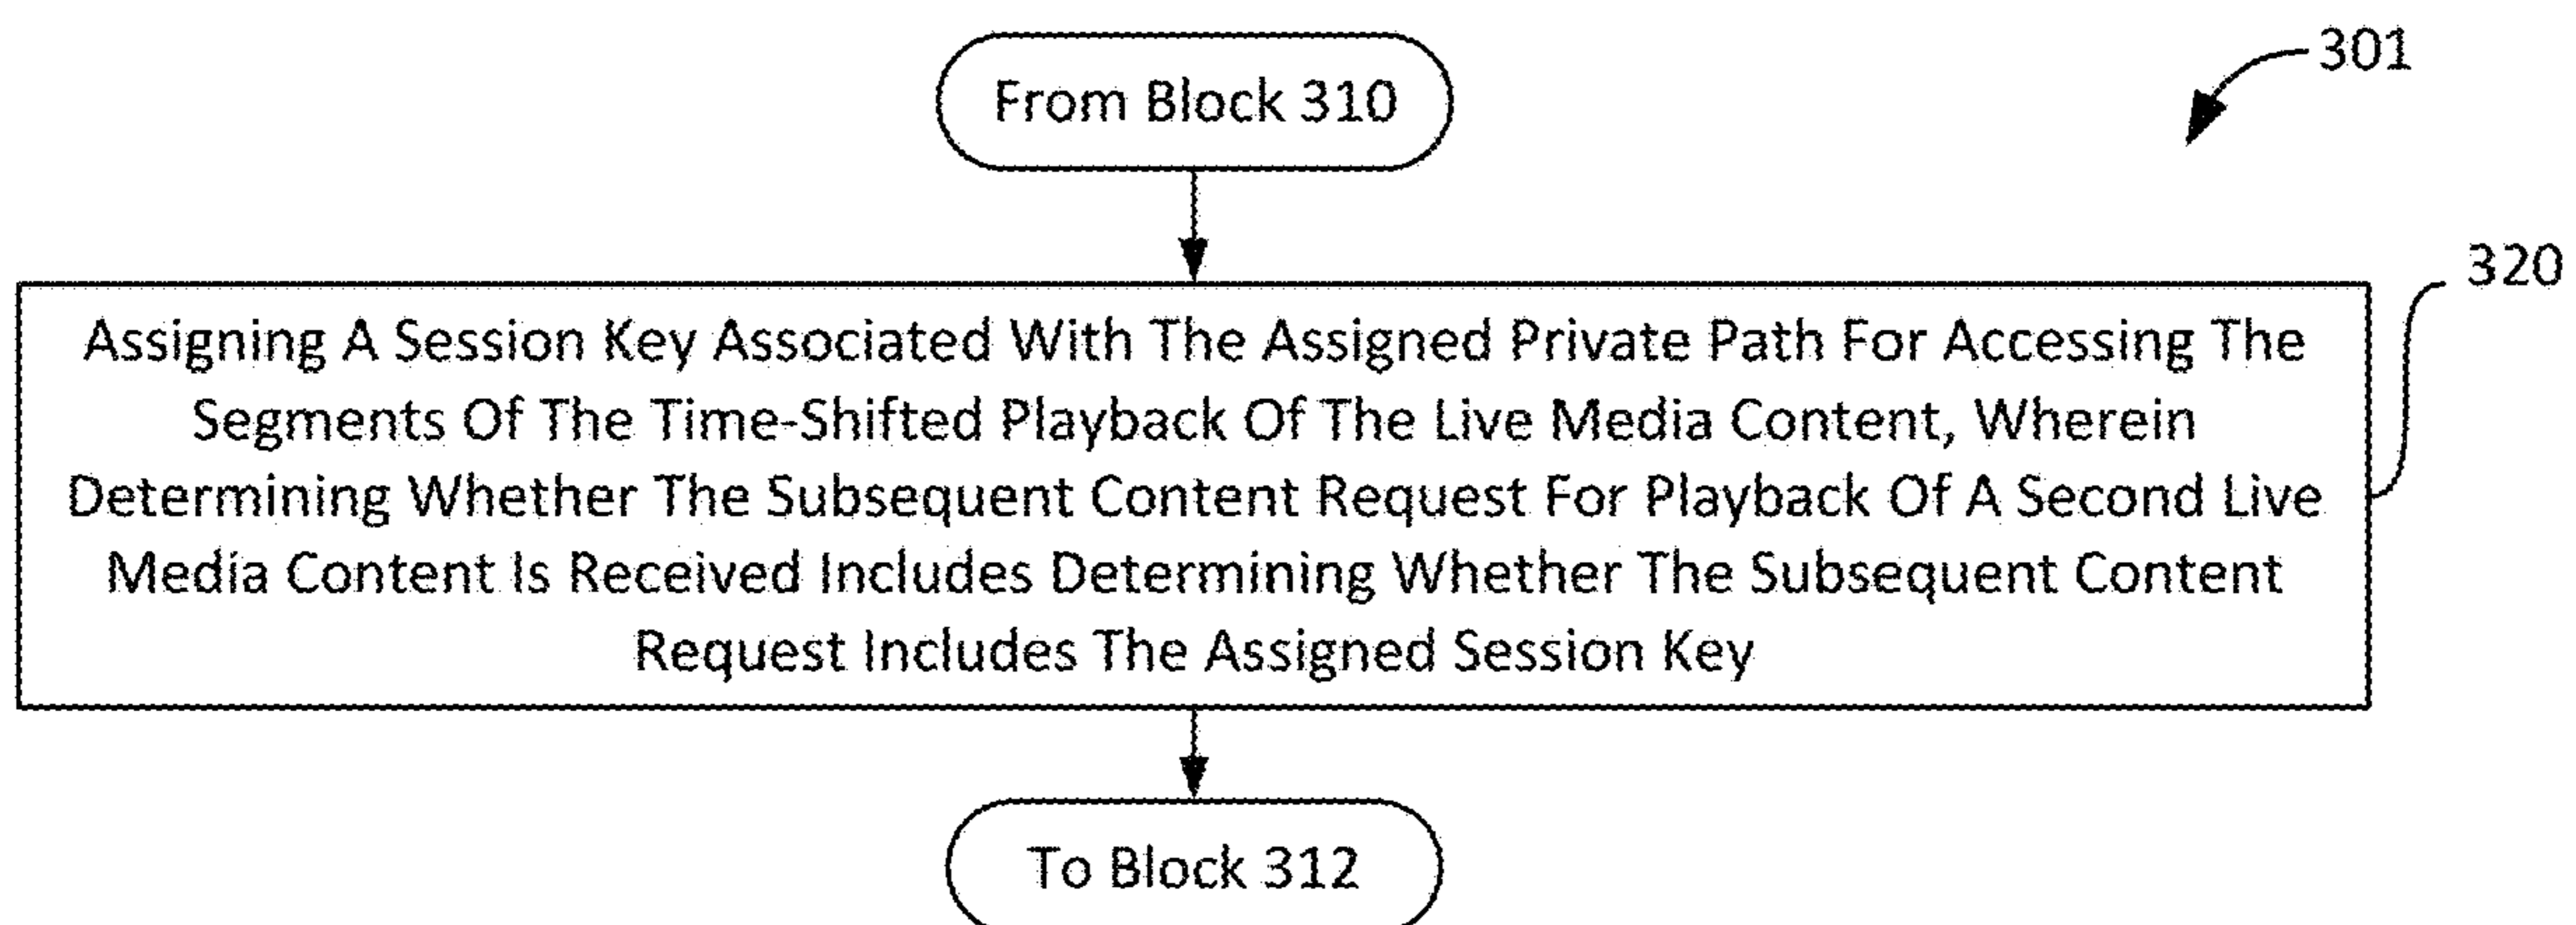 301
From Block 310
320
Assigning A Session Key Associated With The Assigned Private Path For Accessing The
Segments Of The Time-Shifted Playback Of The Live Media Content, Wherein
Determining Whether The Subsequent Content Request For Playback Of A Second Live
Media Content Is Received Includes Determining Whether The Subsequent Content
Request Includes The Assigned Session Key
To Block 312